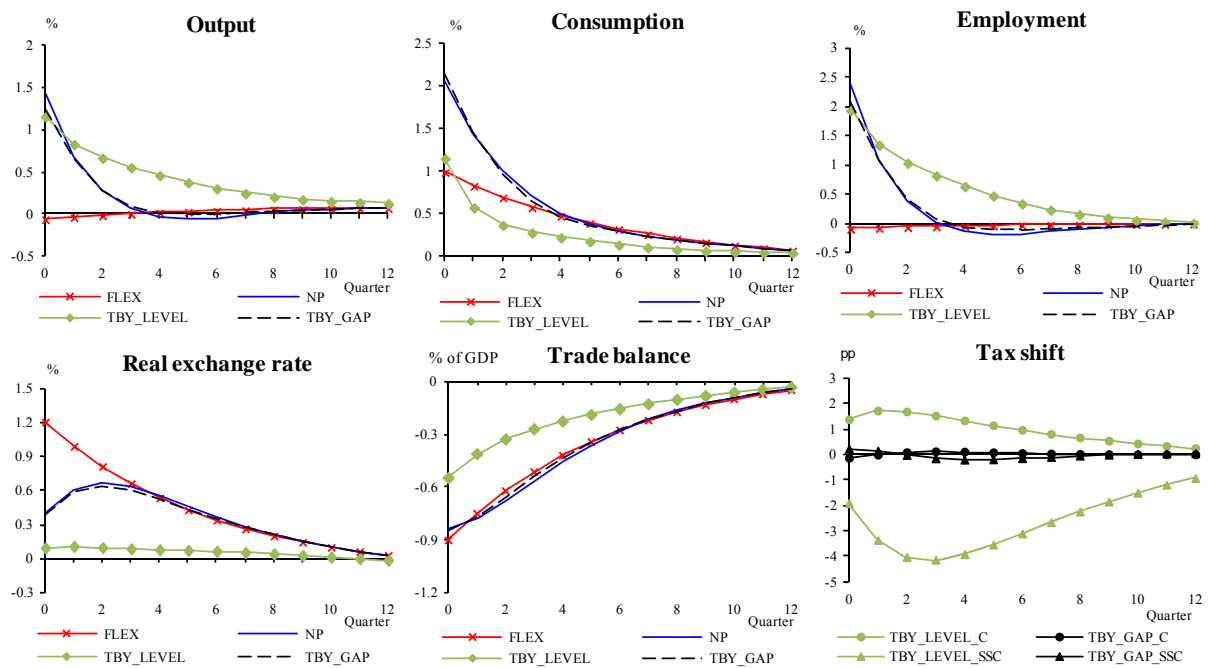 Output
%
2
1.5
1
0.5
0
-0.5
0 2 4 6 8 10 12
Quarter
FLEX NP
TBY_LEVEL TBY_GAP
Consumption
%
2.5
2
1.5
1
0.5
0
0 2 4 6 8 10 12
Quarter
FLEX NP
TBY_LEVEL TBY_GAP
Employment
%
3
2.5
2
1.5
1
0.5
0
-0.5
0 2 4 6 8 10 12
Quarter
FLEX NP
TBY_LEVEL TBY_GAP
Real exchange rate
%
1.5
1.2
0.9
0.6
0.3
0
-0.3
0 2 4 6 8 10 12
Quarter
FLEX NP
TBY_LEVEL TBY_GAP
% of GDP Trade balance
0
-0.3
-0.6
-0.9
-1.2
0 2 4 6 8 10 12
Quarter
FLEX NP
TBY_LEVEL TBY_GAP
Tax shift
pp
3
2
1
0
-1
-2
-3
-4
-5
0 2 4 6 8 10 12
Quarter
TBY_LEVEL_C TBY_GAP_C
TBY_LEVEL_SSC TBY_GAP_SSC